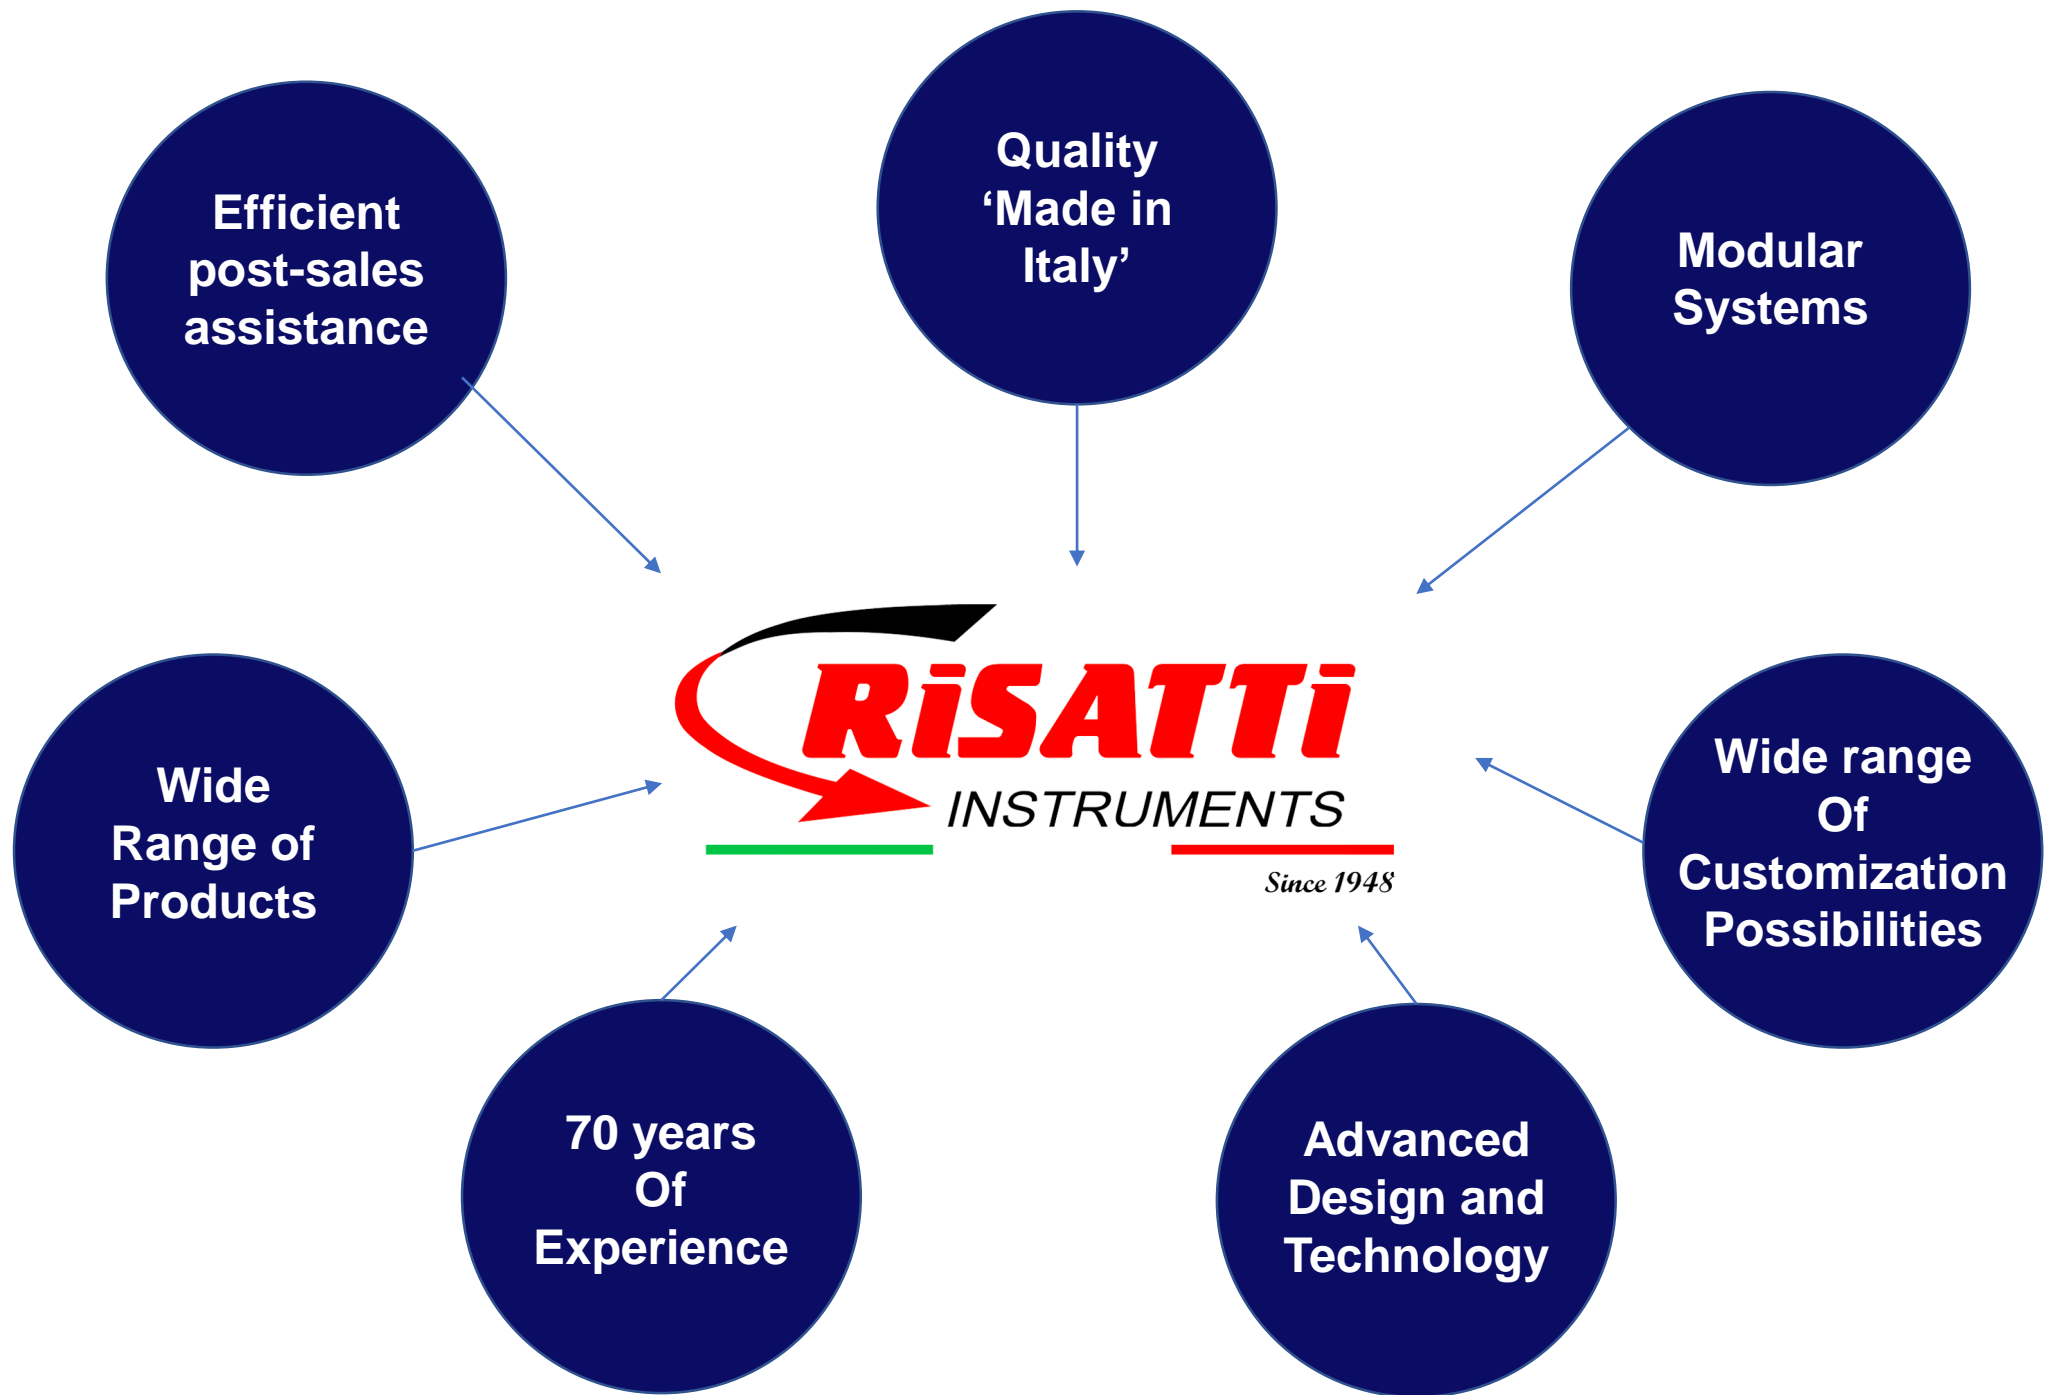 Efficient
post-sales
assistance
Quality
‘Made in
Italy’
Modular
Systems
RiSATTi
INSTRUMENTS
Since 1948
Wide
Range of
Products
Wide range
Of
Customization
Possibilities
70 years
Of
Experience
Advanced
Design and
Technology